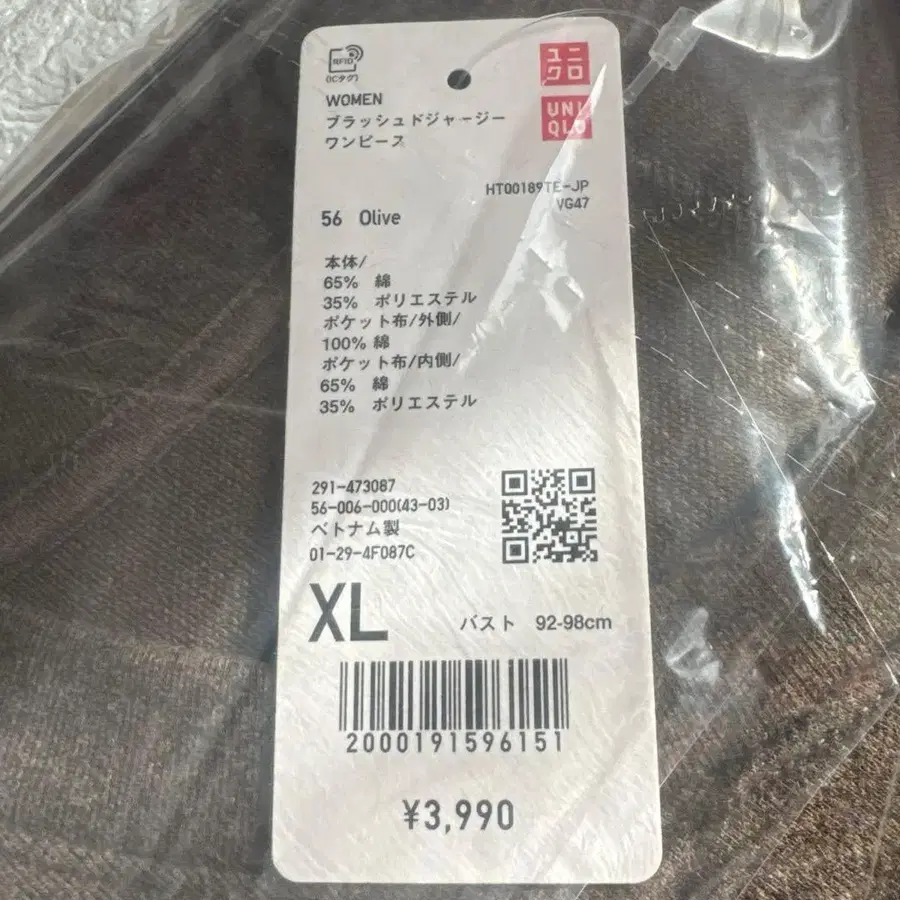 RFID
(ICタグ)
ユニ
クロ
UNI
QLO
WOMEN
ブラッシュドジャージー
ワンピース
HT00189TE-JP
VG47
56 Olive
本体/
65% 綿
35% ポリエステル
ポケット布/外側/
100% 綿
ポケット布/内側/
65% 綿
35% ポリエステル
291-473087
56-006-000(43-03)
ベトナム製
01-29-4F087C
XL
バスト 92-98cm
2000191596151
¥3,990